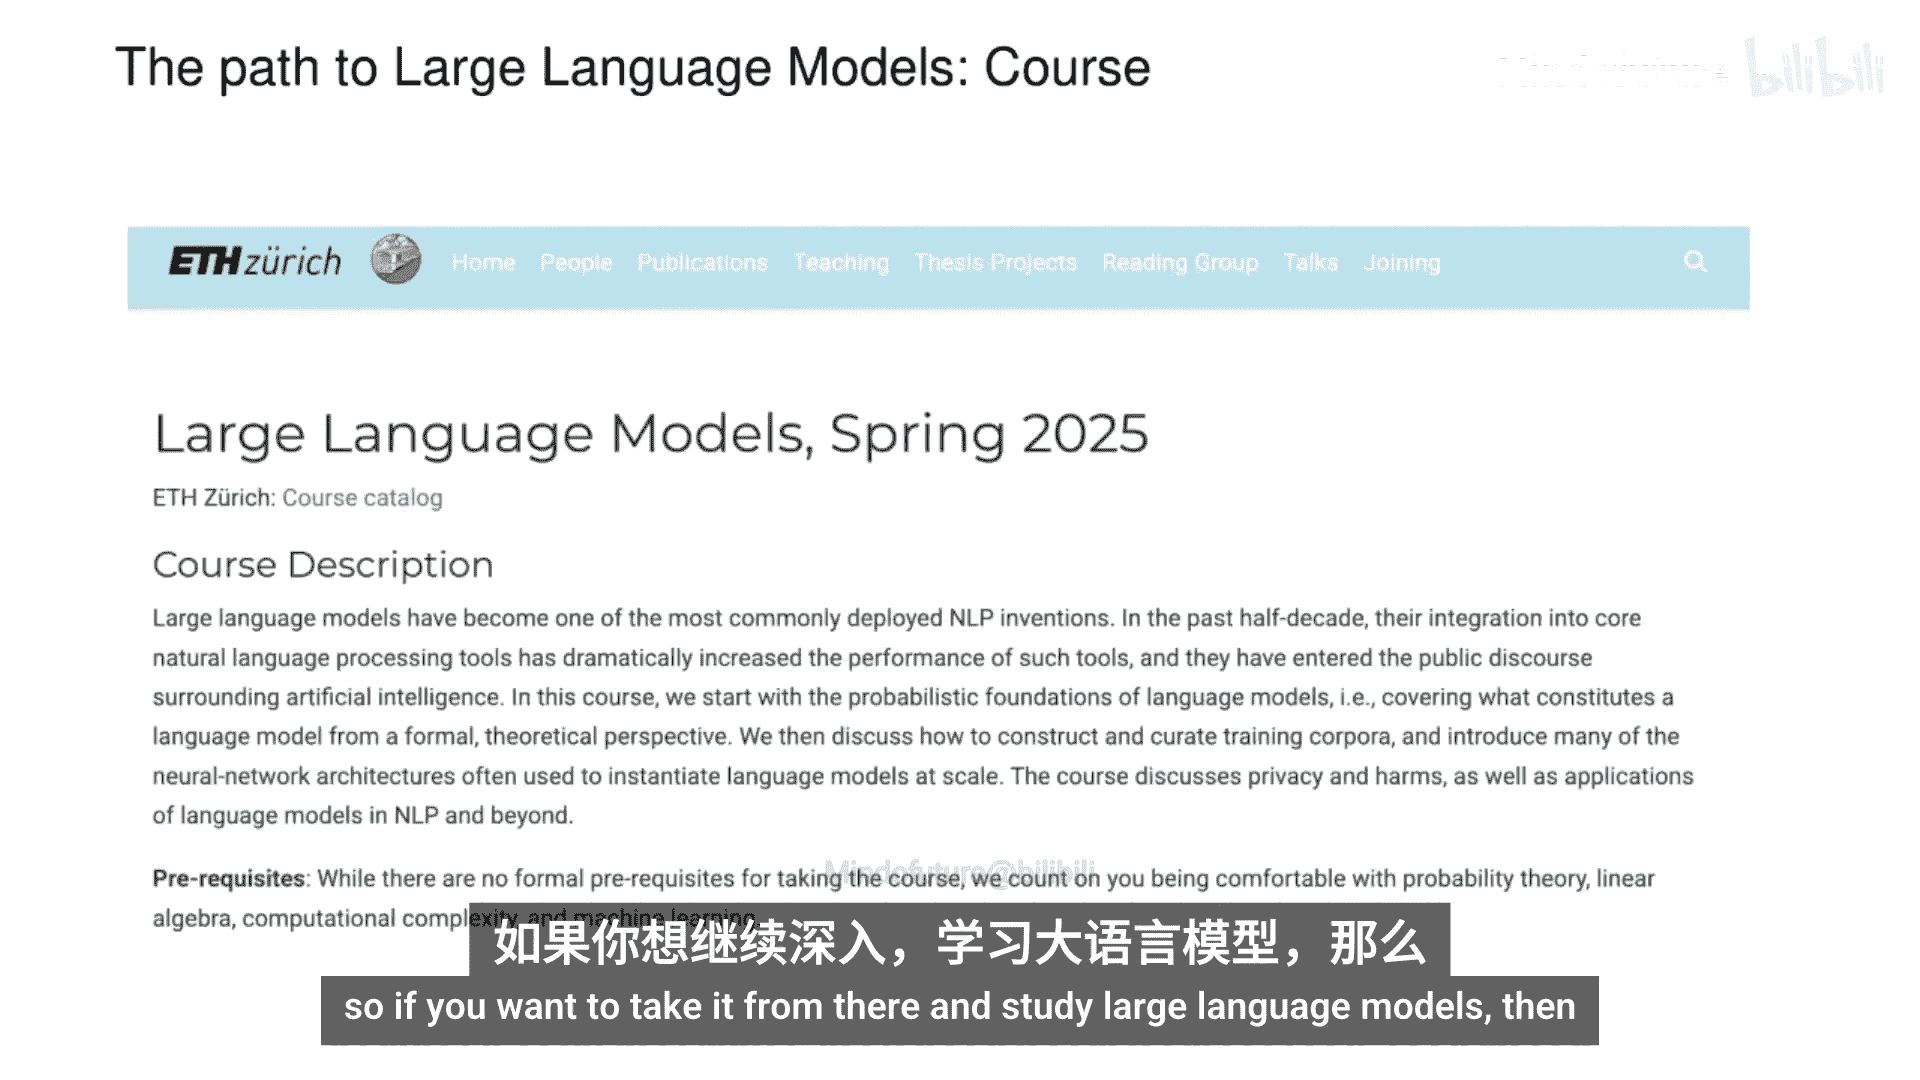 The path to Large Language Models: Course
bilibili
ETH zürich Home People Publications Teaching Thesis Projects Reading Group Talks Joining
Large Language Models, Spring 2025
ETH Zürich: Course catalog
Course Description
Large language models have become one of the most commonly deployed NLP inventions. In the past half-decade, their integration into core
natural language processing tools has dramatically increased the performance of such tools, and they have entered the public discourse
surrounding artificial intelligence. In this course, we start with the probabilistic foundations of language models, i.e., covering what constitutes a
language model from a formal, theoretical perspective. We then discuss how to construct and curate training corpora, and introduce many of the
neural-network architectures often used to instantiate language models at scale. The course discusses privacy and harms, as well as applications
of language models in NLP and beyond.
Mindofuture@bilibili
Pre-requisites: While there are no formal pre-requisites for taking the course, we count on you being comfortable with probability theory, linear
algebra, computational complexity, and machine learning.
如果你想继续深入，学习大语言模型，那么
so if you want to take it from there and study large language models, then